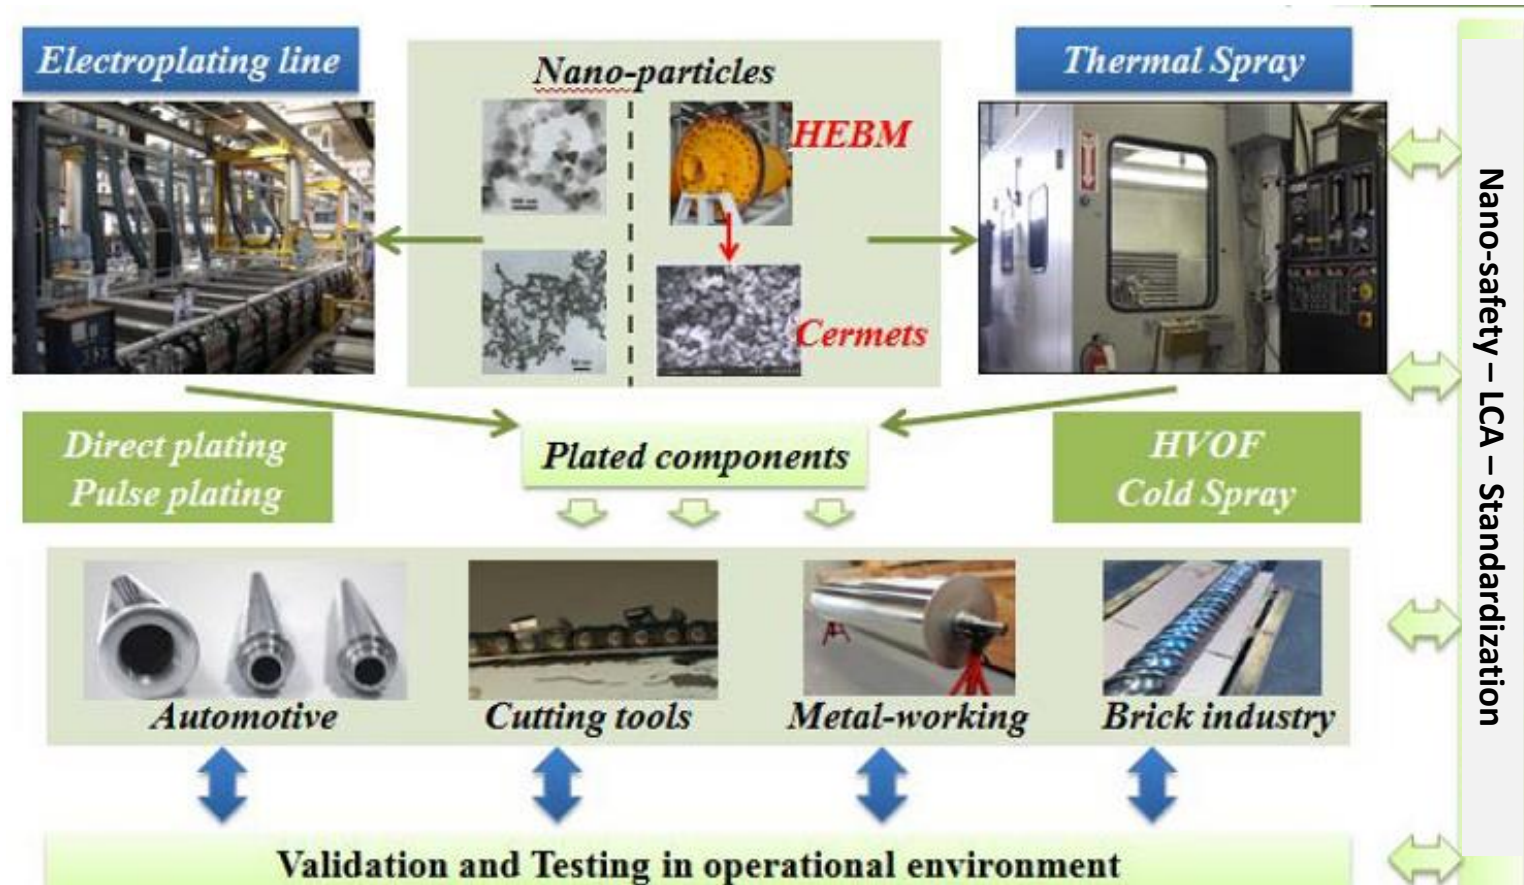 Electroplating line
Nano-particles
Thermal Spray
HEBM
Cermets
Direct plating
Pulse plating
Plated components
HVOF
Cold Spray
Automotive
Cutting tools
Metal-working
Brick industry
Validation and Testing in operational environment
Nano-safety – LCA – Standardization